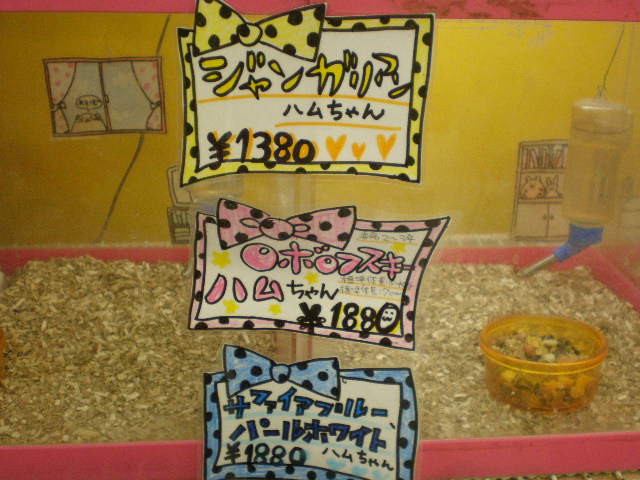 ジャンガリアン
ハムちゃん
¥1380
ロボロフスキー
ハムちゃん
¥1880
サファイアブルー、
パールホワイト
¥1880 ハムちゃん